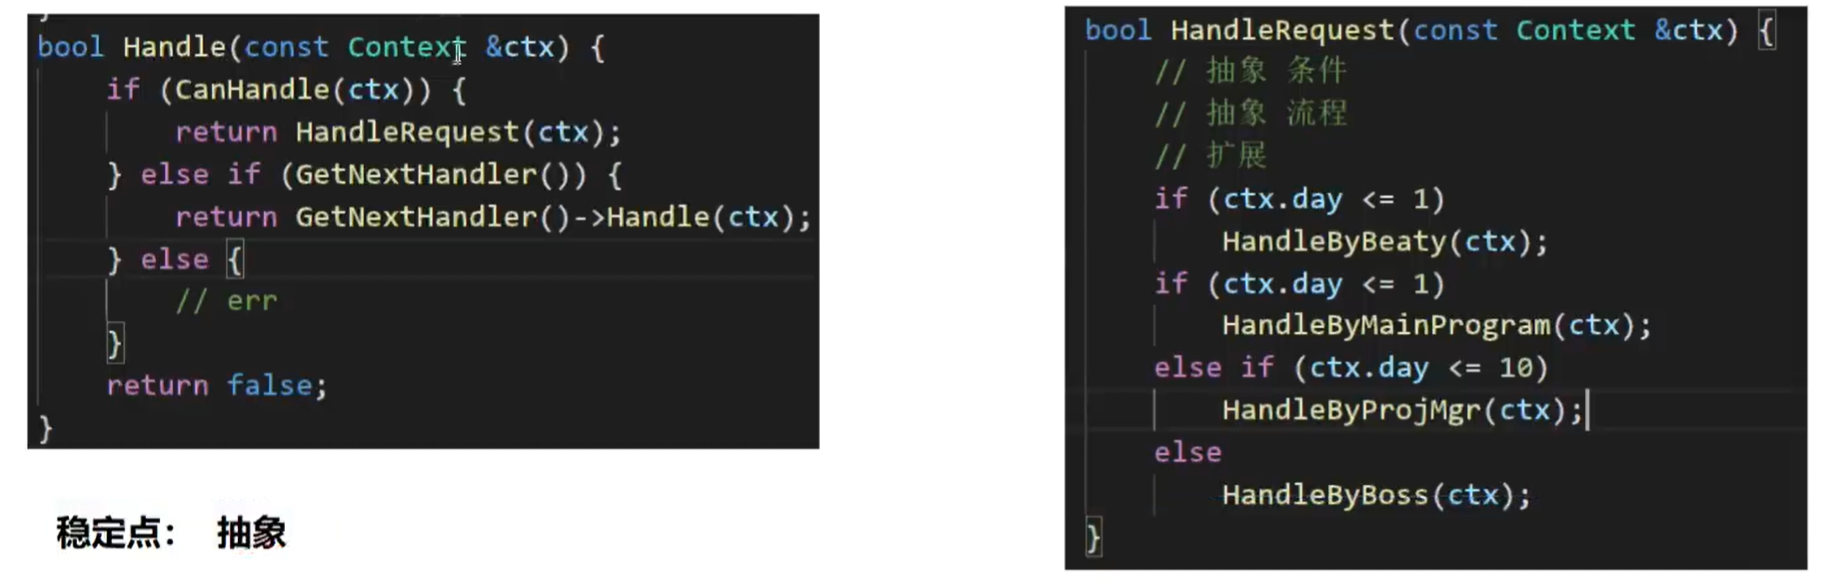 bool Handle(const Context &ctx) {
if (CanHandle(ctx)) {
return HandleRequest(ctx);
} else if (GetNextHandler()) {
return GetNextHandler()->Handle(ctx);
} else {
// err
}
return false;
}
稳定点： 抽象
bool HandleRequest(const Context &ctx) {
// 抽象 条件
// 抽象 流程
// 扩展
if (ctx.day <= 1)
HandleByBeaty(ctx);
if (ctx.day <= 1)
HandleByMainProgram(ctx);
else if (ctx.day <= 10)
HandleByProjMgr(ctx);
else
HandleByBoss(ctx);
}